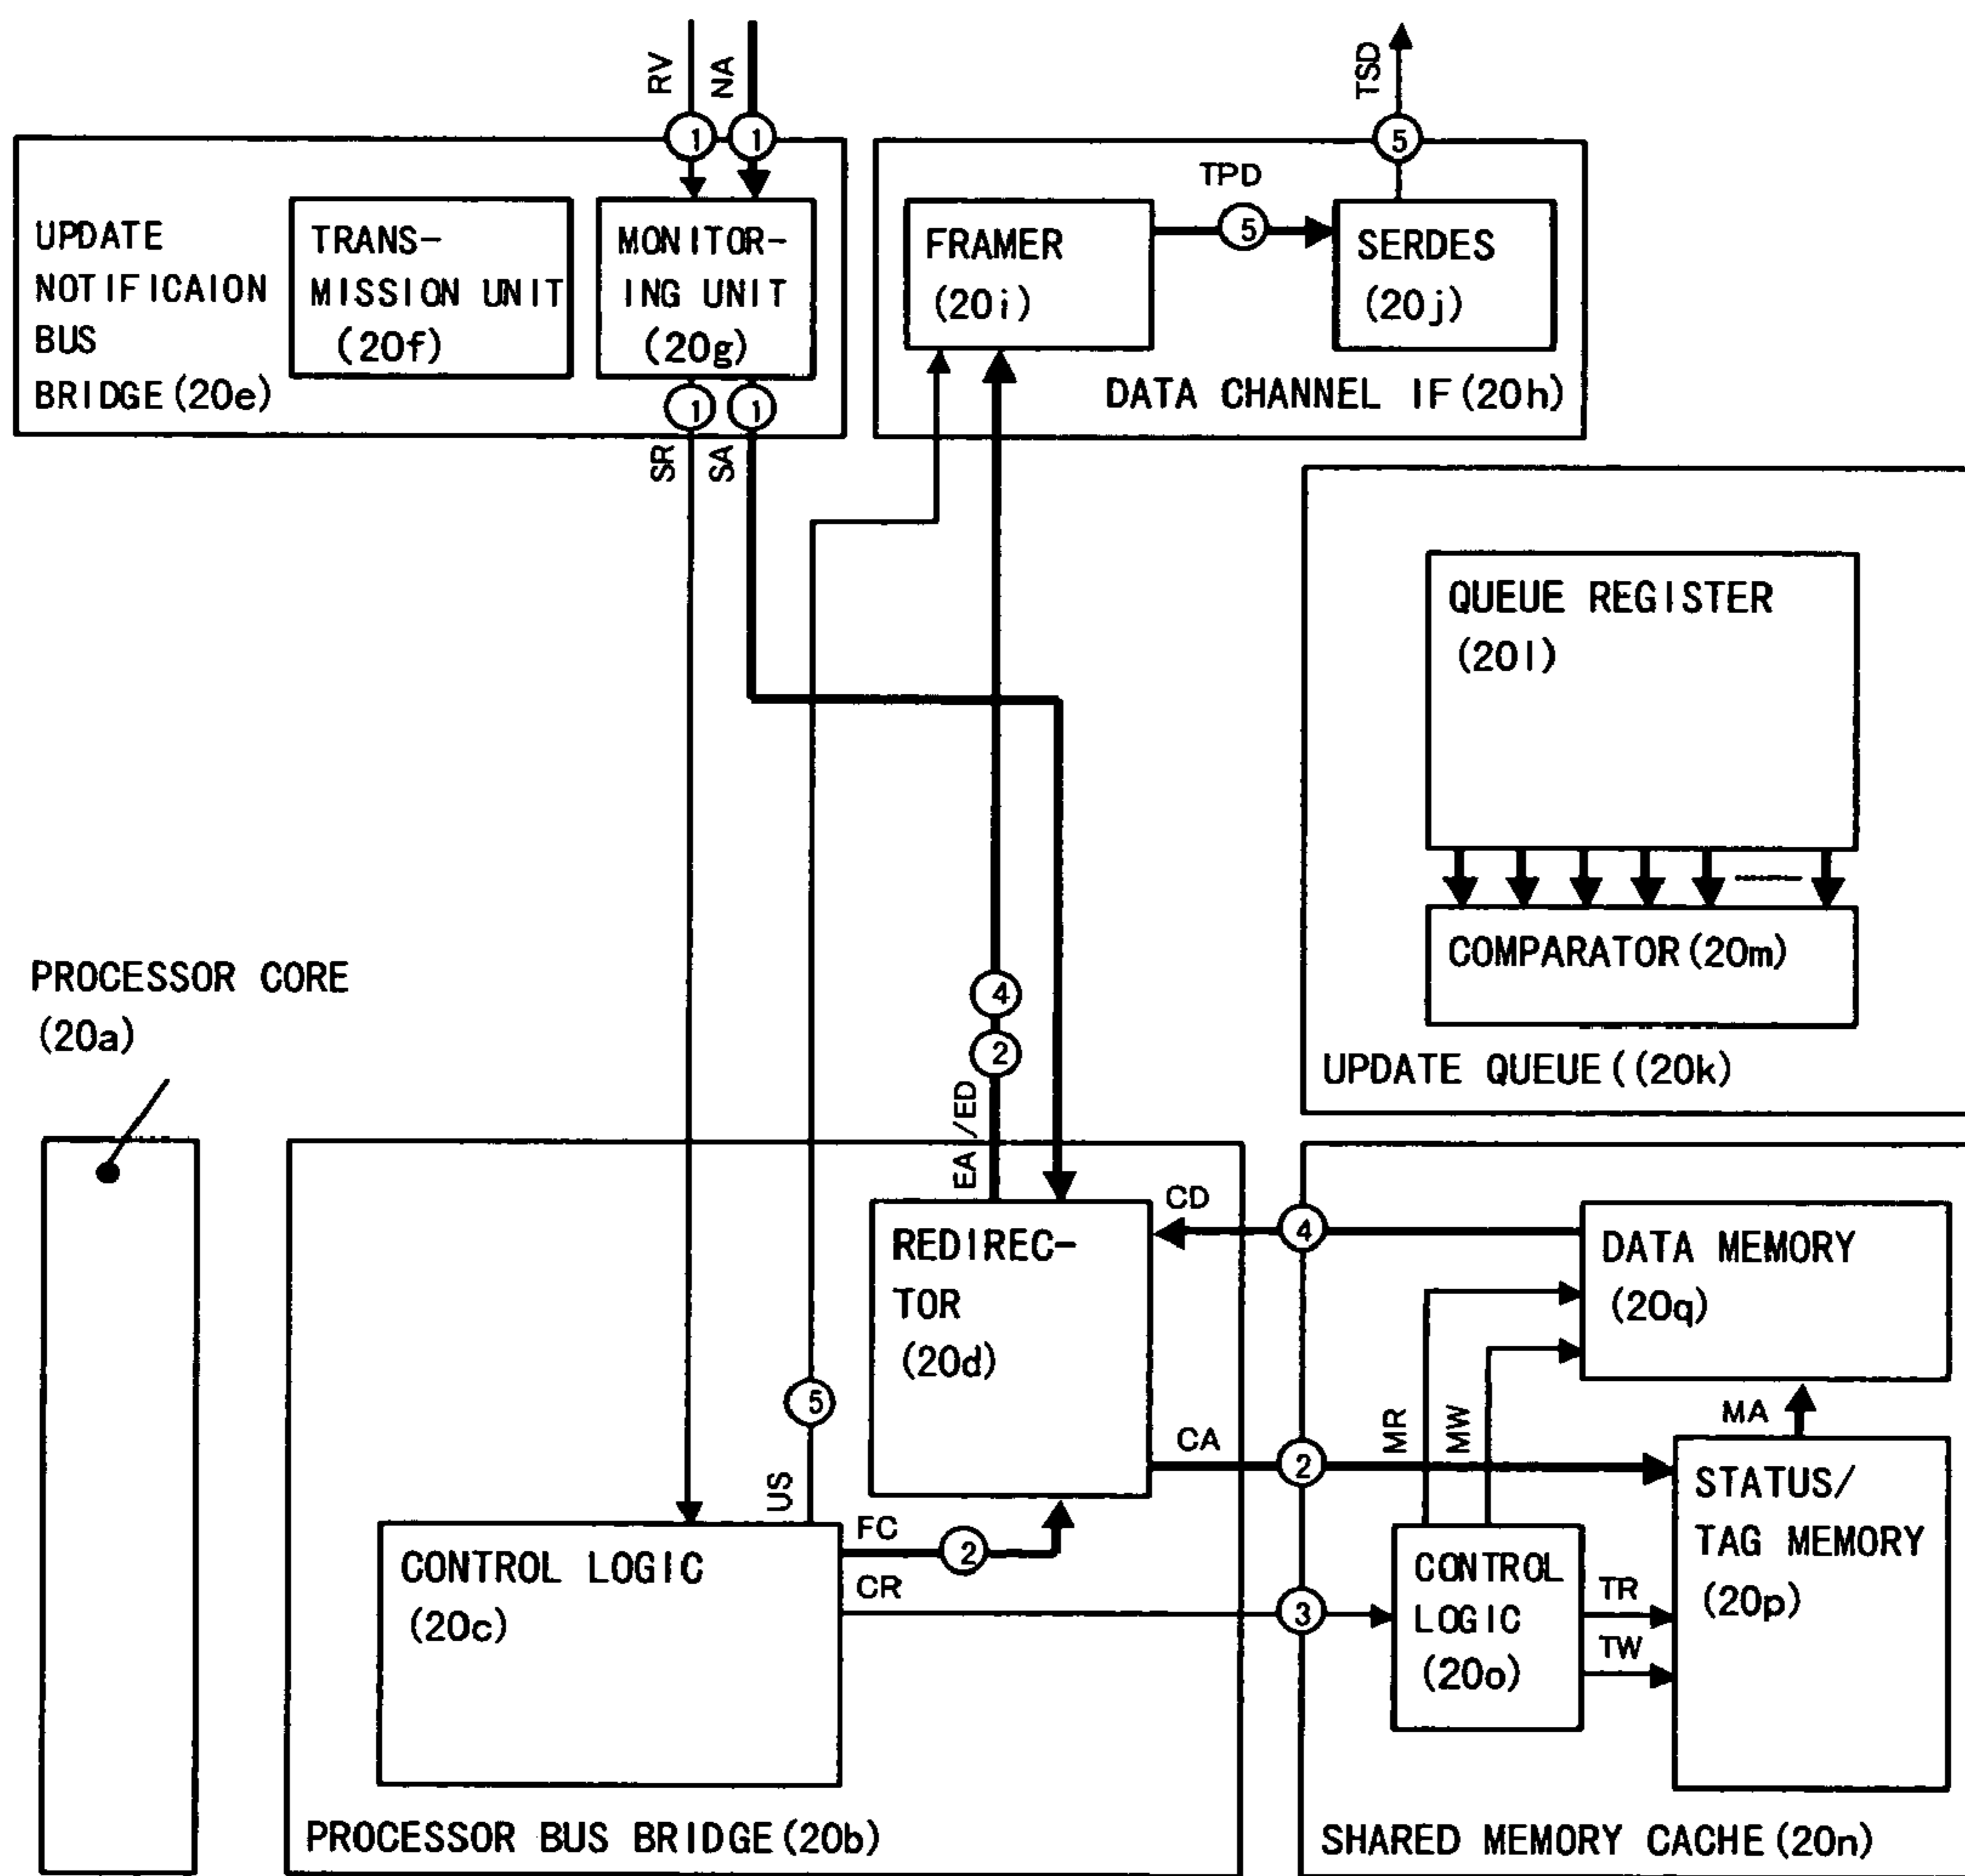 RV
NA
TSD
1
1
5
UPDATE
NOTIFICAION
BUS
BRIDGE(20e)
TRANS-
MISSION UNIT
(20f)
MONITOR-
ING UNIT
(20g)
1
1
SR
SA
FRAMER
(20i)
TPD
5
SERDES
(20j)
DATA CHANNEL IF(20h)
QUEUE REGISTER
(20l)
COMPARATOR(20m)
UPDATE QUEUE((20k)
PROCESSOR CORE
(20a)
4
2
EA/ED
REDIREC-
TOR
(20d)
CD
4
DATA MEMORY
(20q)
5
US
CA
2
MR
MW
MA
STATUS/
TAG MEMORY
(20p)
CONTROL LOGIC
(20c)
FC
2
CR
3
CONTROL
LOGIC
(20o)
TR
TW
PROCESSOR BUS BRIDGE(20b)
SHARED MEMORY CACHE(20n)